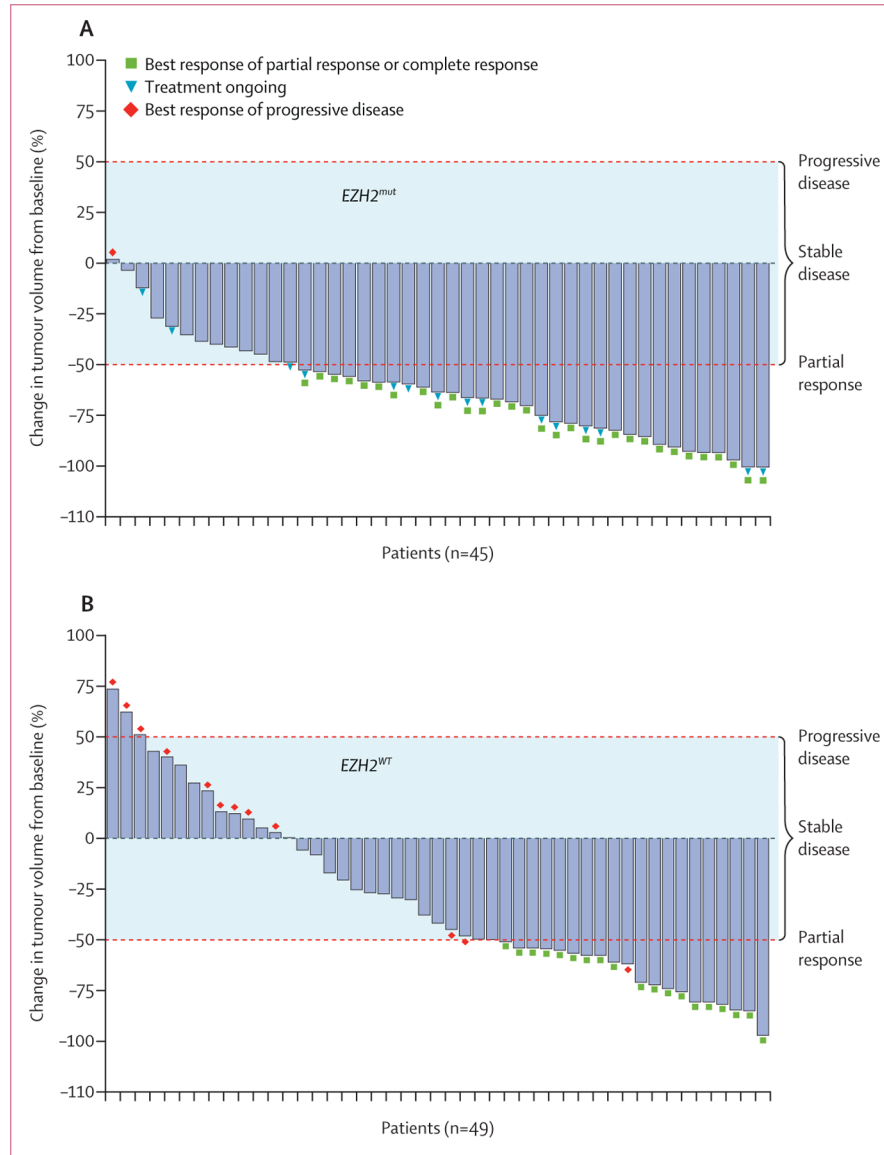 A
100
75
50
25
0
–25
–50
–75
–100
–110
Change in tumour volume from baseline (%)
Best response of partial response or complete response
Treatment ongoing
Best response of progressive disease
EZH2mut
Progressive
disease
Stable
disease
Partial
response
Patients (n=45)
B
100
75
50
25
0
–25
–50
–75
–100
–110
Change in tumour volume from baseline (%)
EZH2WT
Progressive
disease
Stable
disease
Partial
response
Patients (n=49)